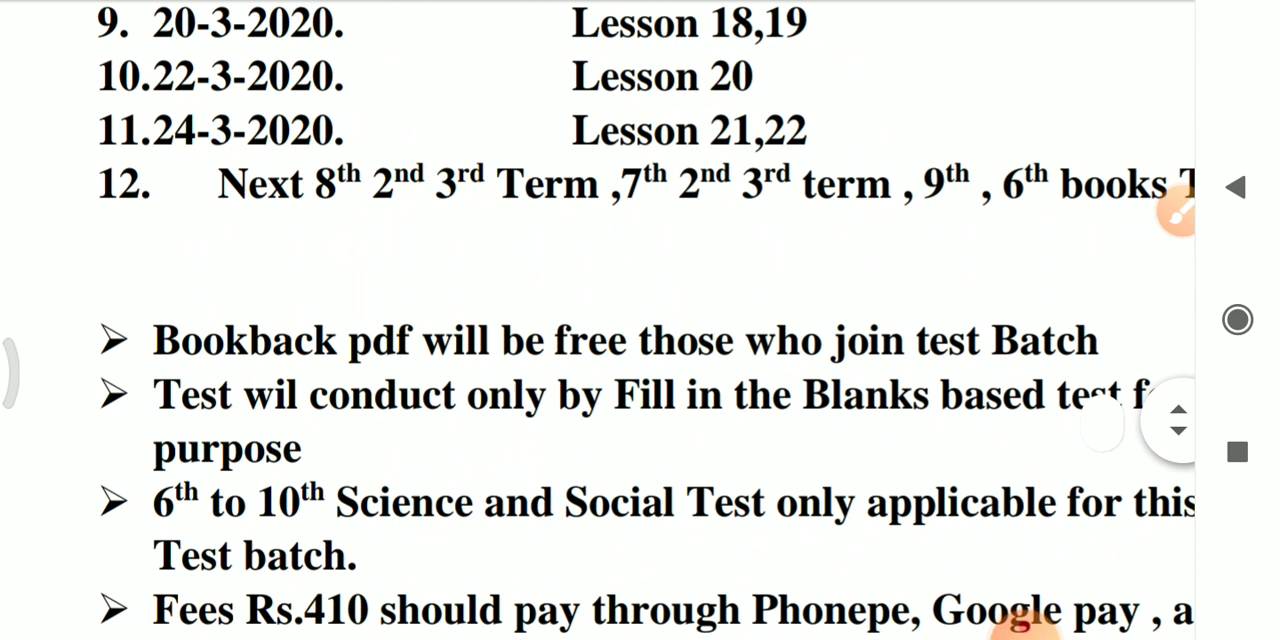 9. 20-3-2020. Lesson 18,19
10.22-3-2020. Lesson 20
11.24-3-2020. Lesson 21,22
12. Next 8th 2nd 3rd Term ,7th 2nd 3rd term , 9th , 6th books
➢ Bookback pdf will be free those who join test Batch
➢ Test wil conduct only by Fill in the Blanks based test
purpose
➢ 6th to 10th Science and Social Test only applicable for this
Test batch.
➢ Fees Rs.410 should pay through Phonepe, Google pay ,